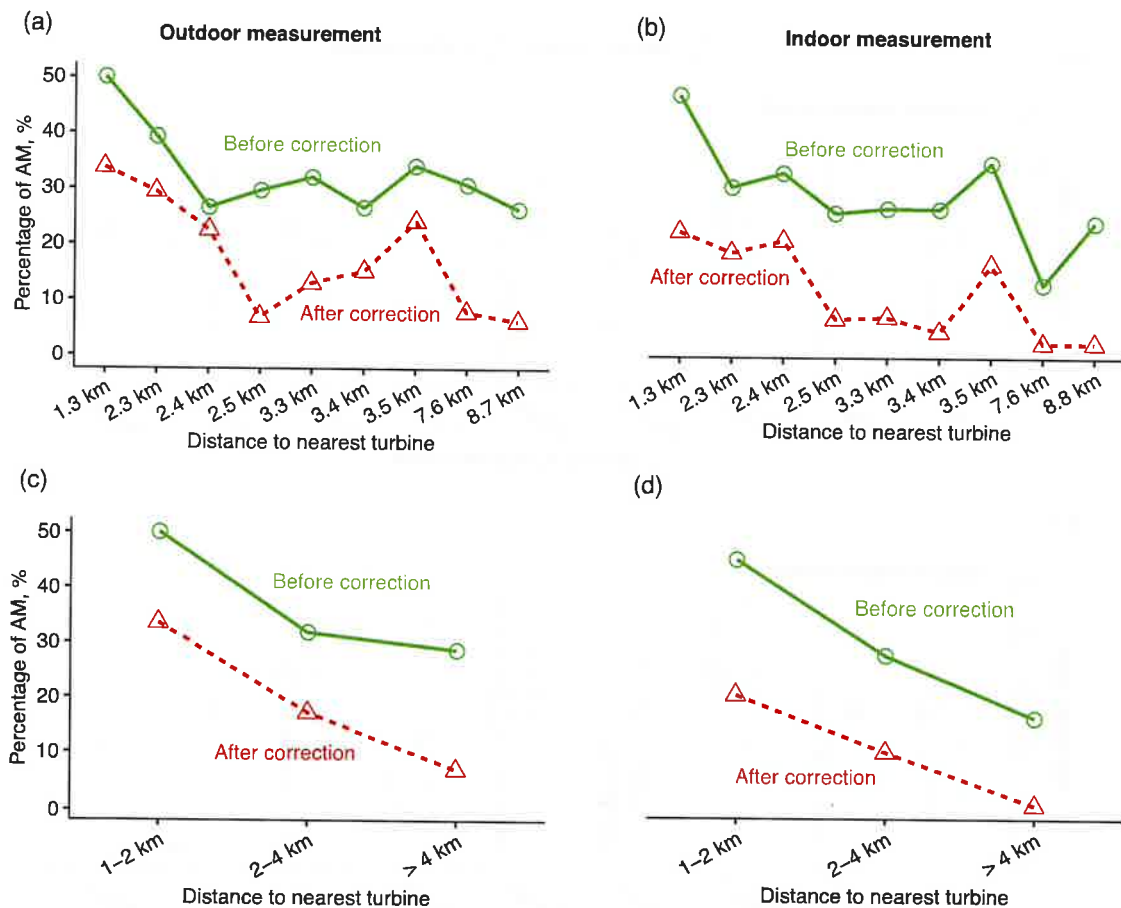 (a)
Outdoor measurement
Percentage of AM, %
50
40
30
20
10
0
Before correction
After correction
1.3 km
2.3 km
2.4 km
2.5 km
3.3 km
3.4 km
3.5 km
7.6 km
8.7 km
Distance to nearest turbine
(b)
Indoor measurement
Before correction
After correction
1.3 km
2.3 km
2.4 km
2.5 km
3.3 km
3.4 km
3.5 km
7.6 km
8.8 km
Distance to nearest turbine
(c)
Percentage of AM, %
50
40
30
20
10
0
Before correction
After correction
1–2 km
2–4 km
> 4 km
Distance to nearest turbine
(d)
Before correction
After correction
1–2 km
2–4 km
> 4 km
Distance to nearest turbine